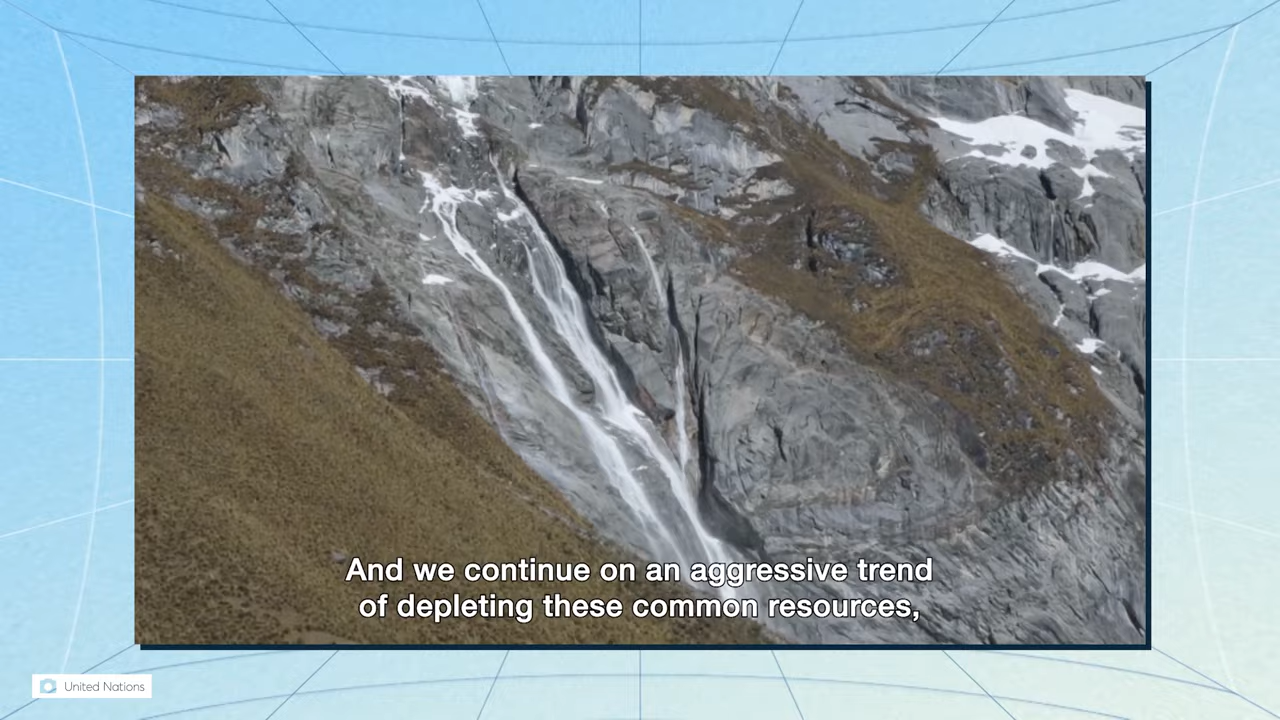 And we continue on an aggressive trend
of depleting these common resources,
United Nations